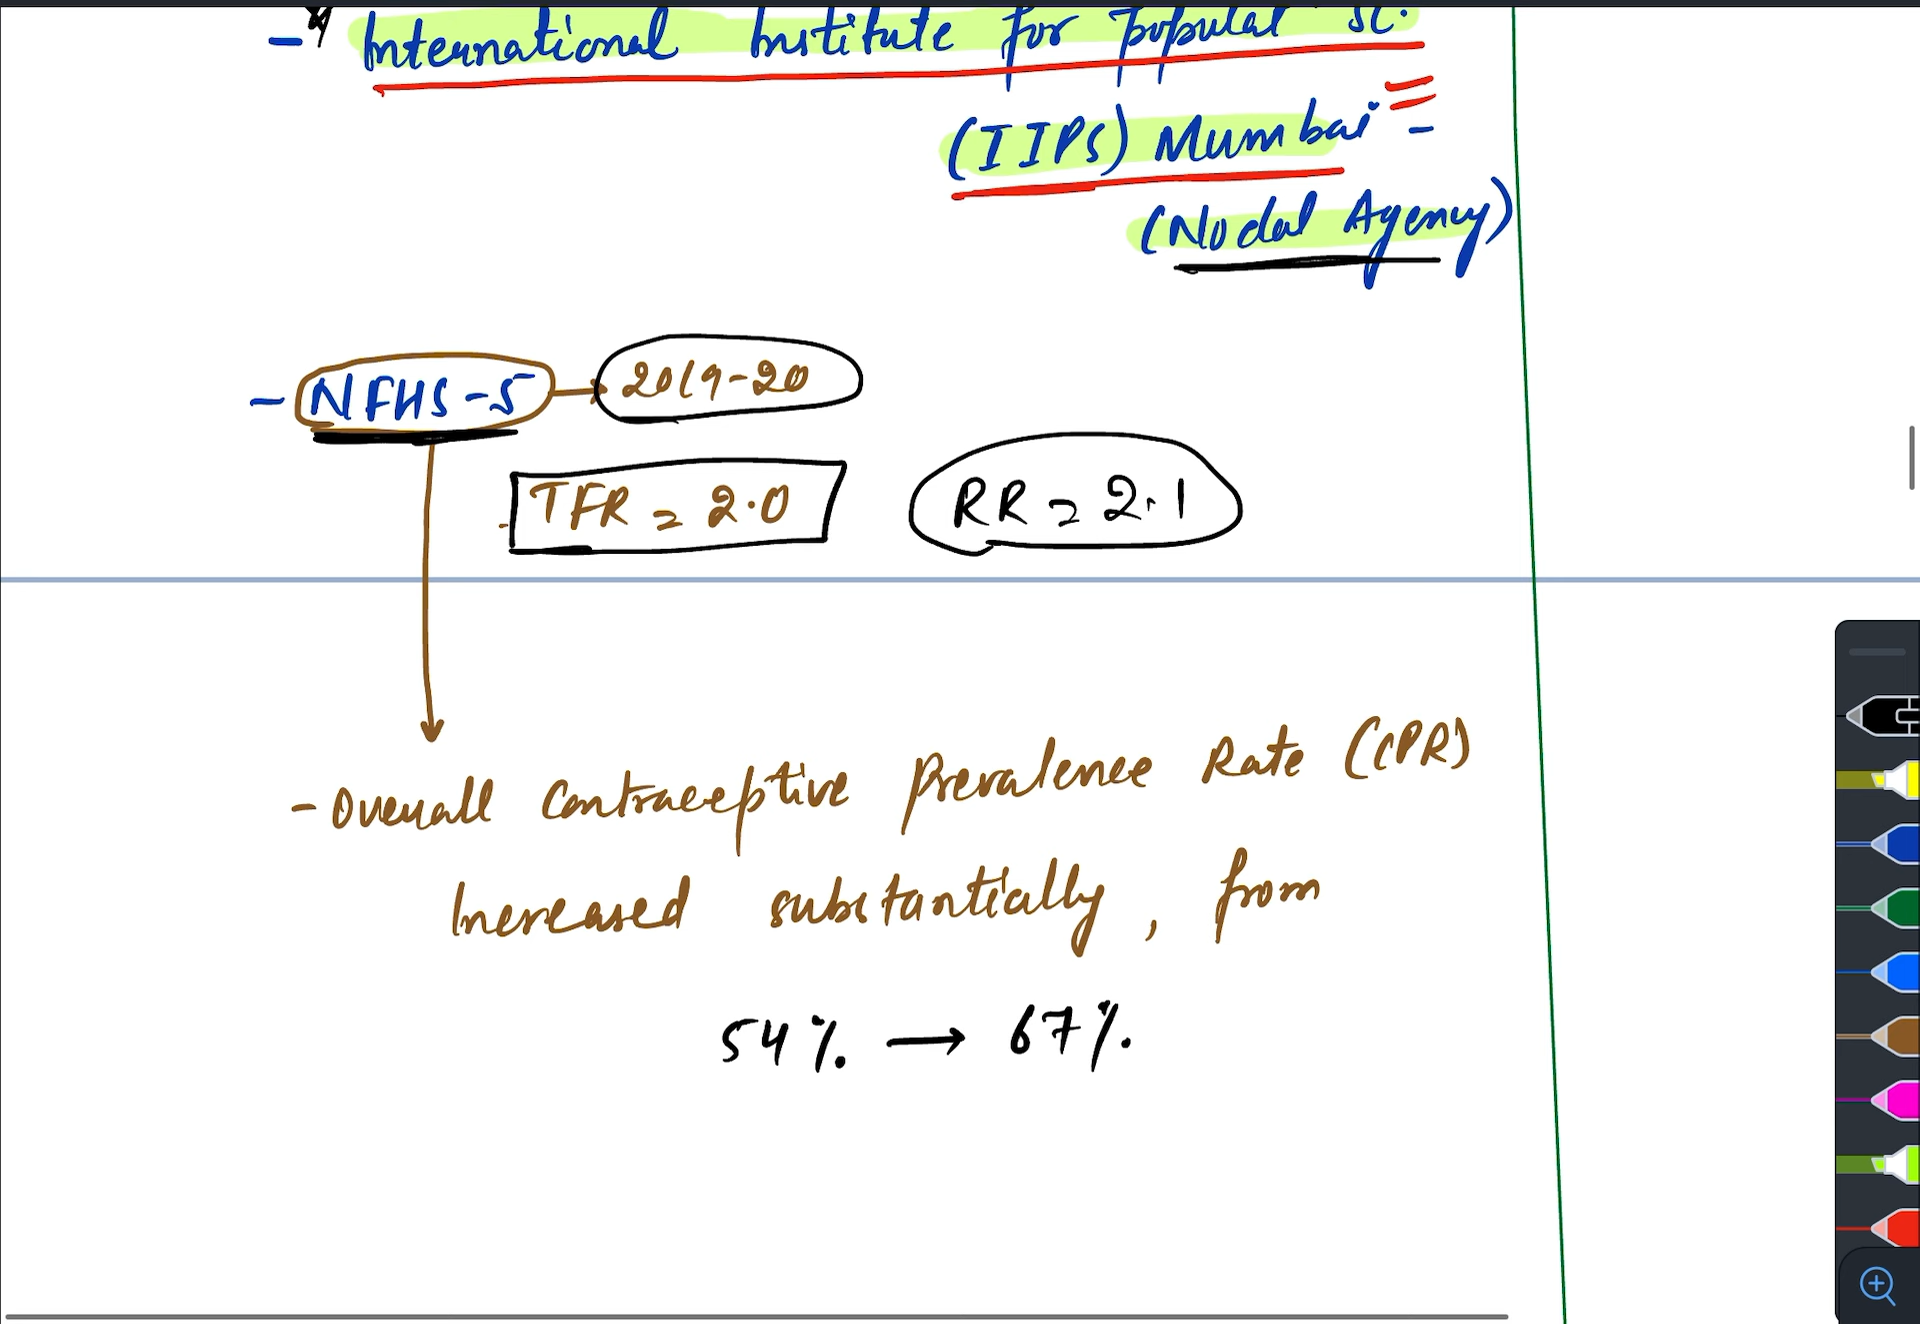 - International Institute for Populat Sc.
(IIPS) Mumbai -
(Nodal Agency)
- NFHS-5 → 2019-20
TFR = 2.0 RR = 2.1
- Overall Contraceptive Prevalence Rate (CPR)
Increased substantially, from
54% → 67%.